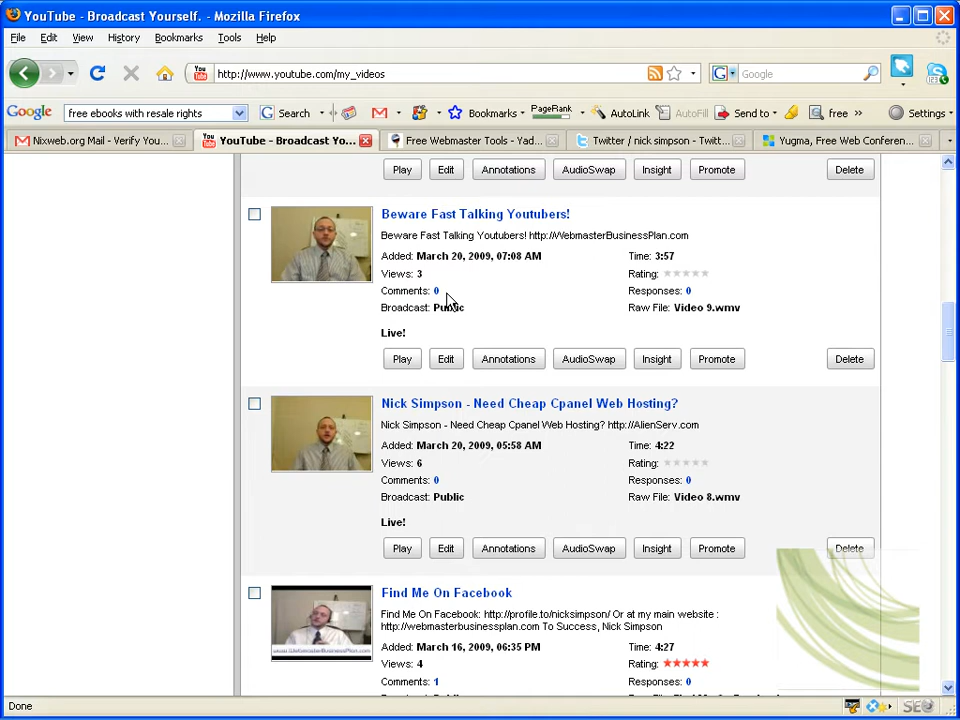 YouTube - Broadcast Yourself. - Mozilla Firefox
File Edit View History Bookmarks Tools Help
You Tube http://www.youtube.com/my_videos G Google
Google free ebooks with resale rights G Search Bookmarks PageRank AutoLink AutoFill Send to free » Settings
Nixweb.org Mail - Verify You... YouTube - Broadcast Yo... Free Webmaster Tools - Yad... Twitter / nick simpson - Twitt... Yugma, Free Web Conferen...
Play Edit Annotations AudioSwap Insight Promote Delete
Beware Fast Talking Youtubers!
Beware Fast Talking Youtubers! http://WebmasterBusinessPlan.com
Added: March 20, 2009, 07:08 AM Time: 3:57
Views: 3 Rating:
Comments: 0 Responses: 0
Broadcast: Public Raw File: Video 9.wmv
Live!
Play Edit Annotations AudioSwap Insight Promote Delete
Nick Simpson - Need Cheap Cpanel Web Hosting?
Nick Simpson - Need Cheap Cpanel Web Hosting? http://AlienServ.com
Added: March 20, 2009, 05:58 AM Time: 4:22
Views: 6 Rating:
Comments: 0 Responses: 0
Broadcast: Public Raw File: Video 8.wmv
Live!
Play Edit Annotations AudioSwap Insight Promote Delete
Find Me On Facebook
Find Me On Facebook: http://profile.to/nicksimpson/ Or at my main website :
http://webmasterbusinessplan.com To Success, Nick Simpson
Added: March 16, 2009, 06:35 PM Time: 4:27
Views: 4 Rating:
Comments: 1 Responses: 0
Done SEO